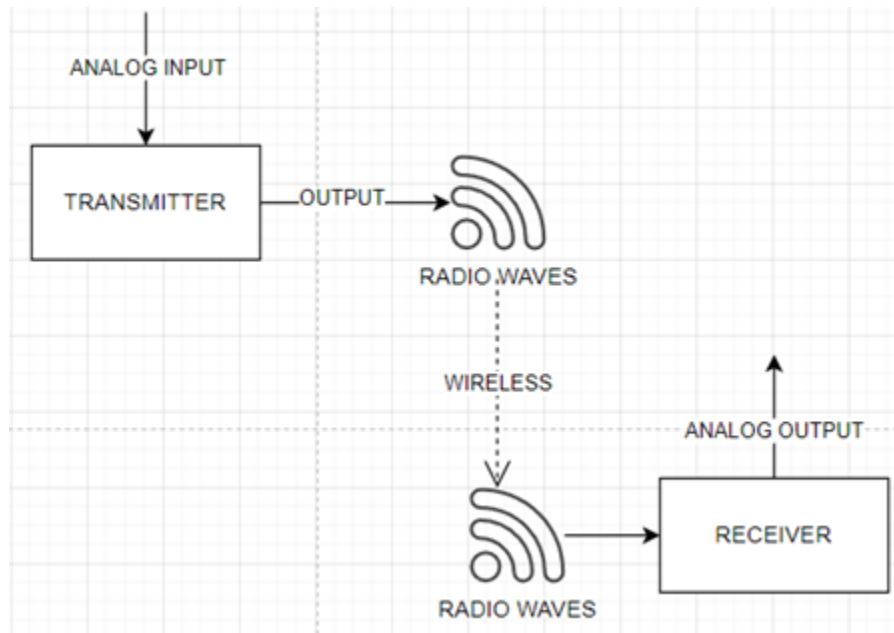 ANALOG INPUT
TRANSMITTER
OUTPUT
RADIO WAVES
WIRELESS
ANALOG OUTPUT
RECEIVER
RADIO WAVES